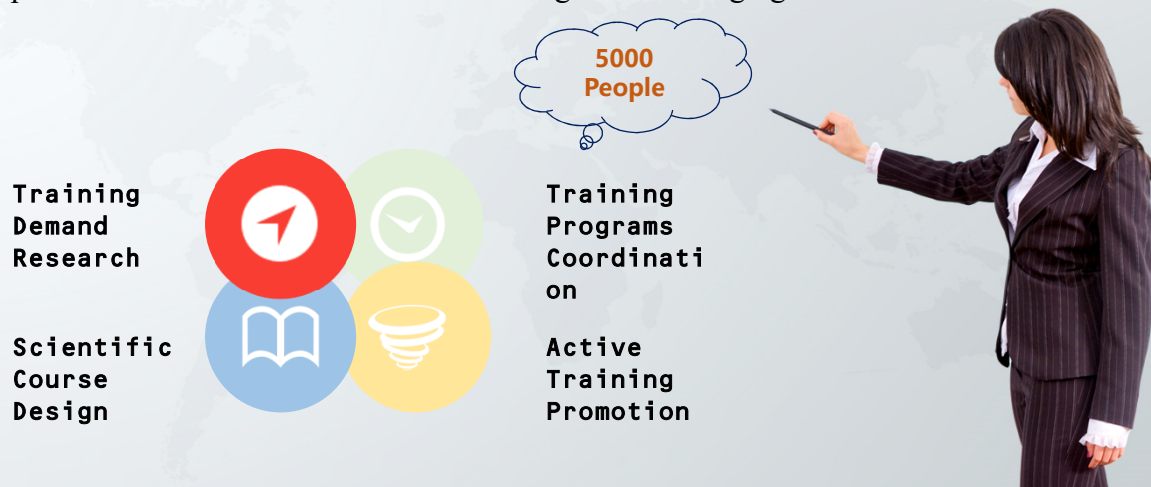 5000
People
Training
Demand
Research
Training
Programs
Coordinati
on
Scientific
Course
Design
Active
Training
Promotion